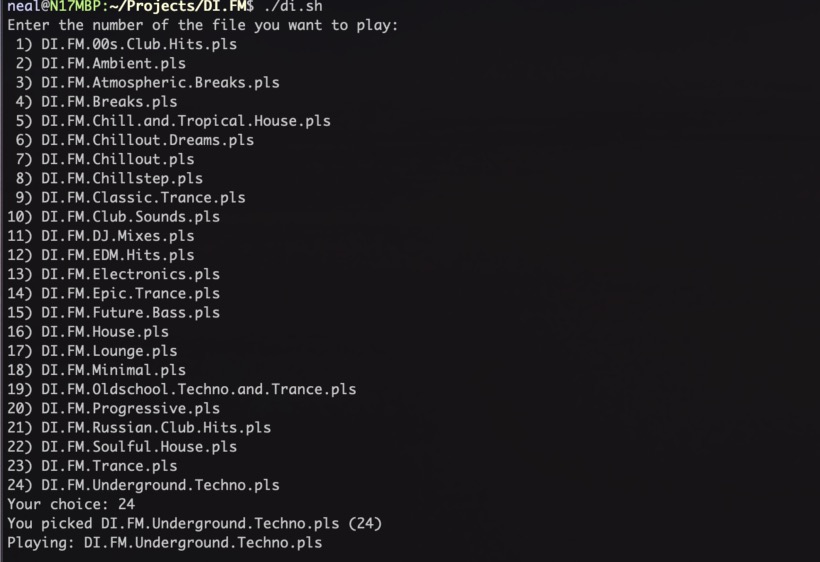 neal@N17MBP:~/Projects/DI.FM$ ./di.sh
Enter the number of the file you want to play:
 1) DI.FM.00s.Club.Hits.pls
 2) DI.FM.Ambient.pls
 3) DI.FM.Atmospheric.Breaks.pls
 4) DI.FM.Breaks.pls
 5) DI.FM.Chill.and.Tropical.House.pls
 6) DI.FM.Chillout.Dreams.pls
 7) DI.FM.Chillout.pls
 8) DI.FM.Chillstep.pls
 9) DI.FM.Classic.Trance.pls
10) DI.FM.Club.Sounds.pls
11) DI.FM.DJ.Mixes.pls
12) DI.FM.EDM.Hits.pls
13) DI.FM.Electronics.pls
14) DI.FM.Epic.Trance.pls
15) DI.FM.Future.Bass.pls
16) DI.FM.House.pls
17) DI.FM.Lounge.pls
18) DI.FM.Minimal.pls
19) DI.FM.Oldschool.Techno.and.Trance.pls
20) DI.FM.Progressive.pls
21) DI.FM.Russian.Club.Hits.pls
22) DI.FM.Soulful.House.pls
23) DI.FM.Trance.pls
24) DI.FM.Underground.Techno.pls
Your choice: 24
You picked DI.FM.Underground.Techno.pls (24)
Playing: DI.FM.Underground.Techno.pls